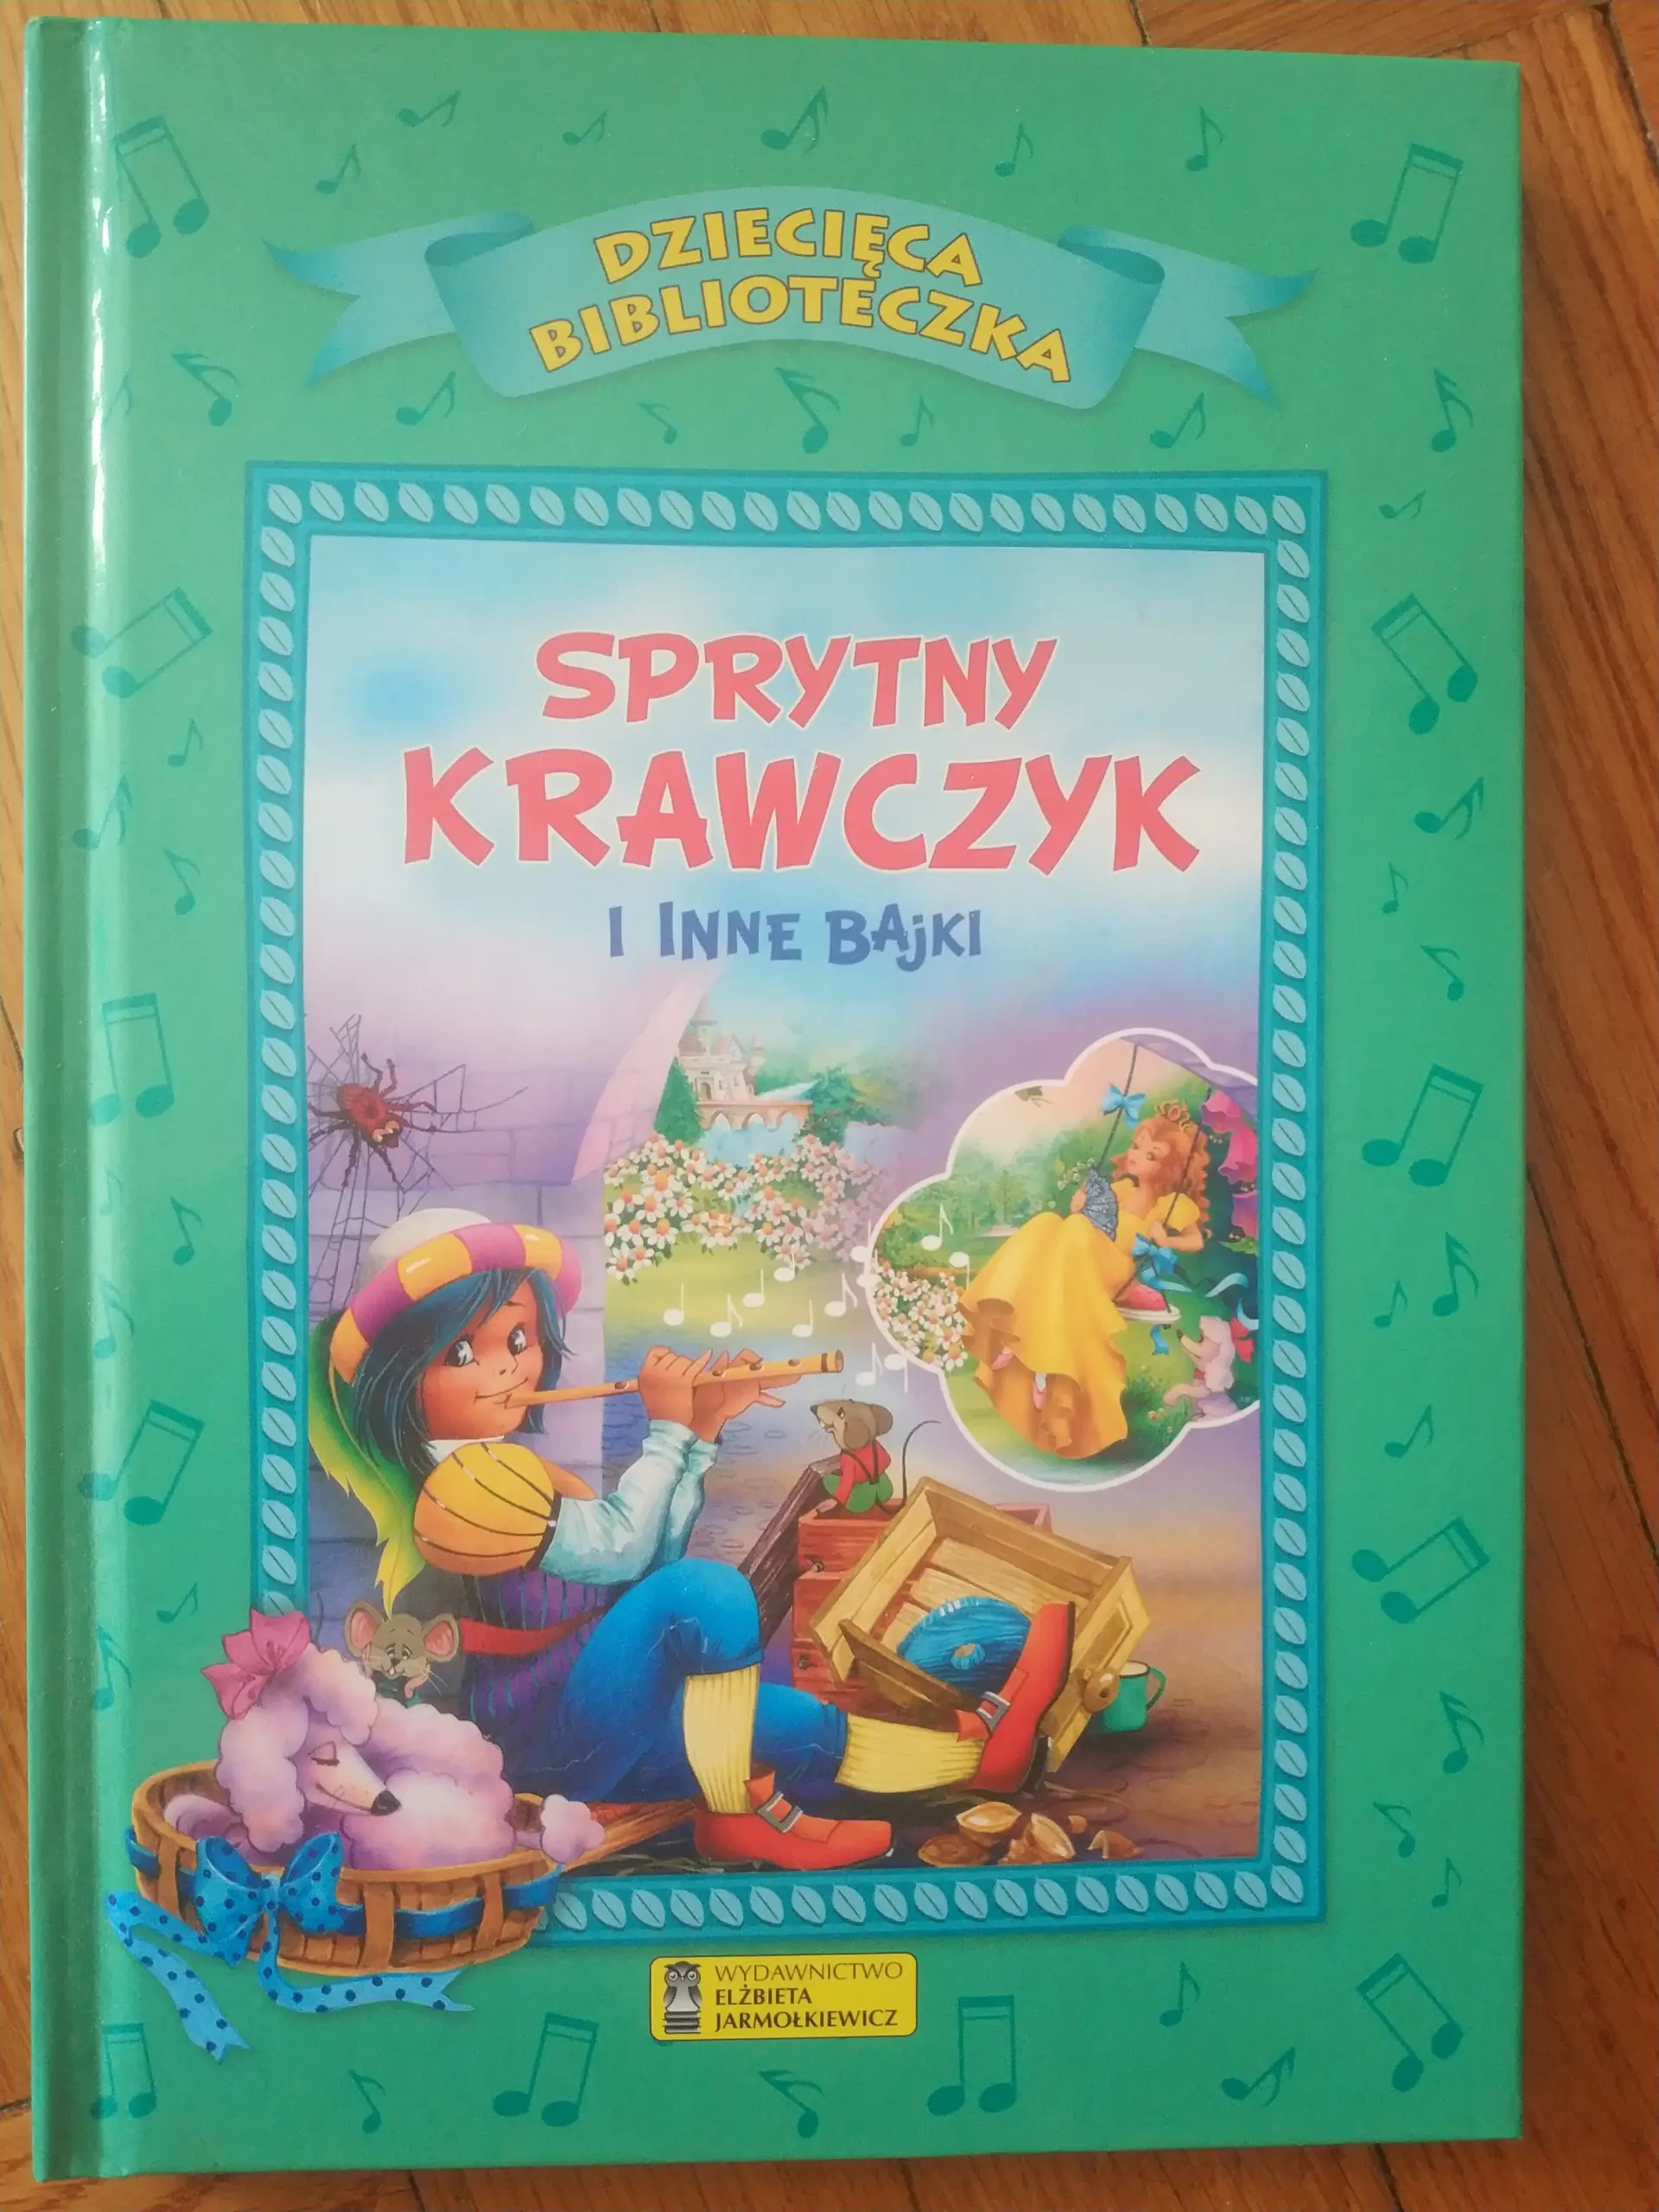 DZIECIĘCA
BIBLIOTECZKA
SPRYTNY
KRAWCZYK
I INNE BAjKI
WYDAWNICTWO
ELŻBIETA
JARMOŁKIEWICZ